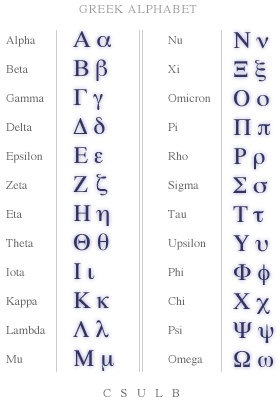 GREEK ALPHABET
Alpha Α α
Beta Β β
Gamma Γ γ
Delta Δ δ
Epsilon Ε ε
Zeta Ζ ζ
Eta Η η
Theta Θ θ
Iota Ι ι
Kappa Κ κ
Lambda Λ λ
Mu Μ μ
Nu Ν ν
Xi Ξ ξ
Omicron Ο ο
Pi Π π
Rho Ρ ρ
Sigma Σ σ
Tau Τ τ
Upsilon Υ υ
Phi Φ ϕ
Chi Χ χ
Psi Ψ ψ
Omega Ω ω
C S U L B